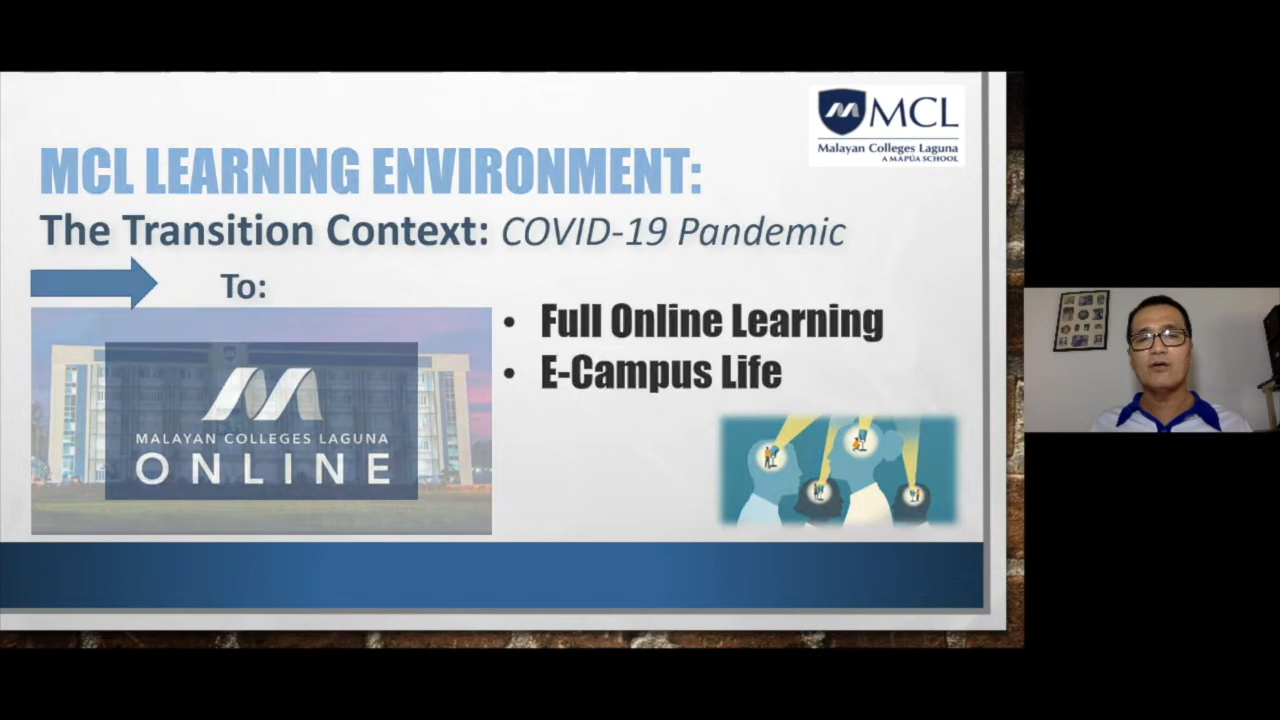 MCL
Malayan Colleges Laguna
A MAPÚA SCHOOL
MCL LEARNING ENVIRONMENT:
The Transition Context: COVID-19 Pandemic
To:
• Full Online Learning
• E-Campus Life
MALAYAN COLLEGES LAGUNA
ONLINE